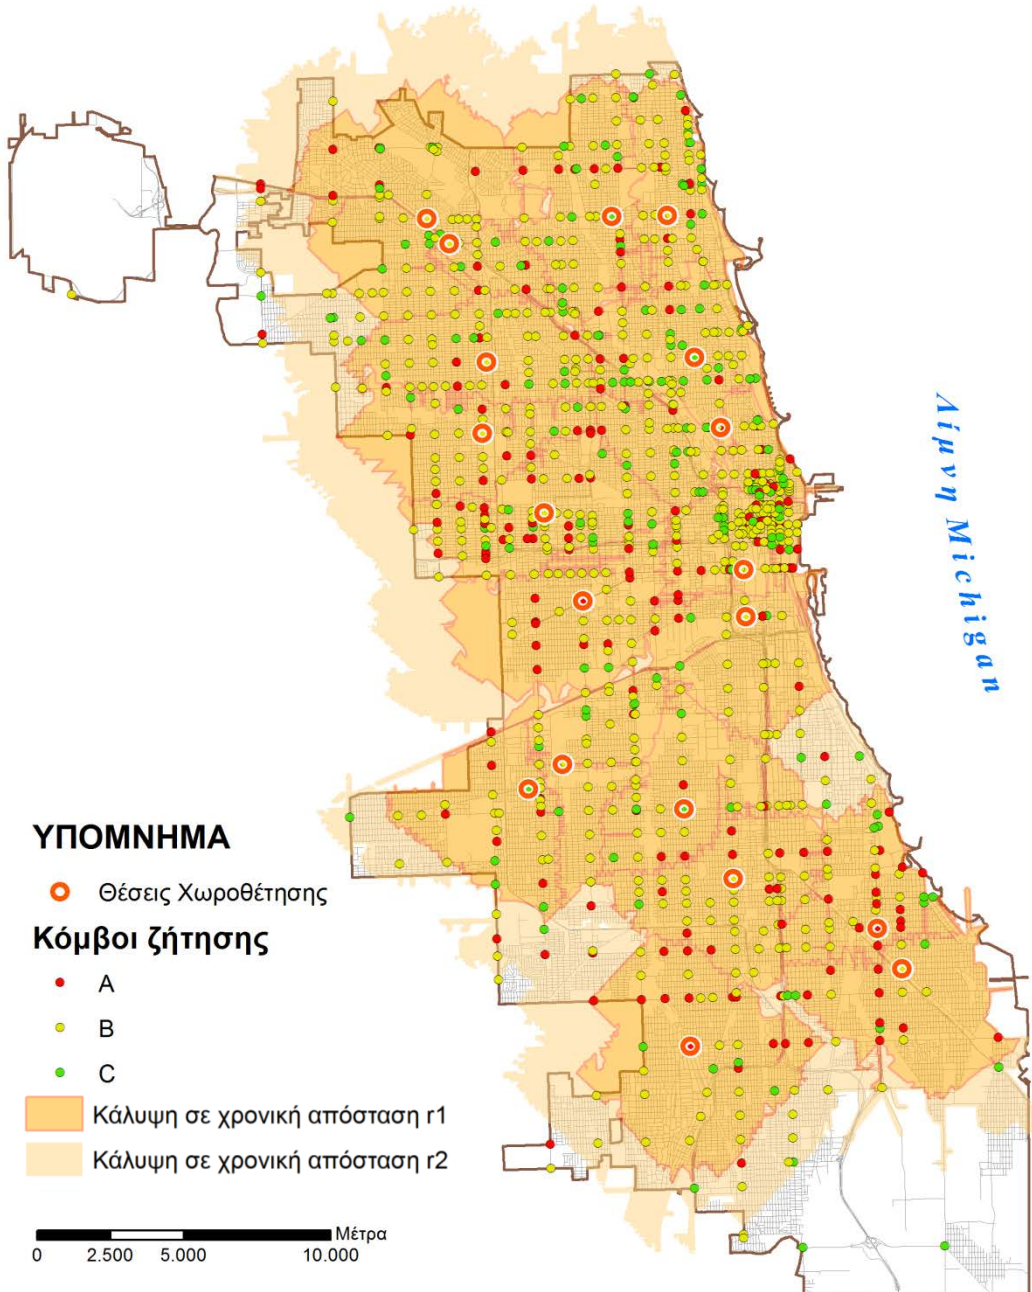 Λίμνη Michigan
ΥΠΟΜΝΗΜΑ
Θέσεις Χωροθέτησης
Κόμβοι ζήτησης
A
B
C
Κάλυψη σε χρονική απόσταση r1
Κάλυψη σε χρονική απόσταση r2
Μέτρα
0 2.500 5.000 10.000